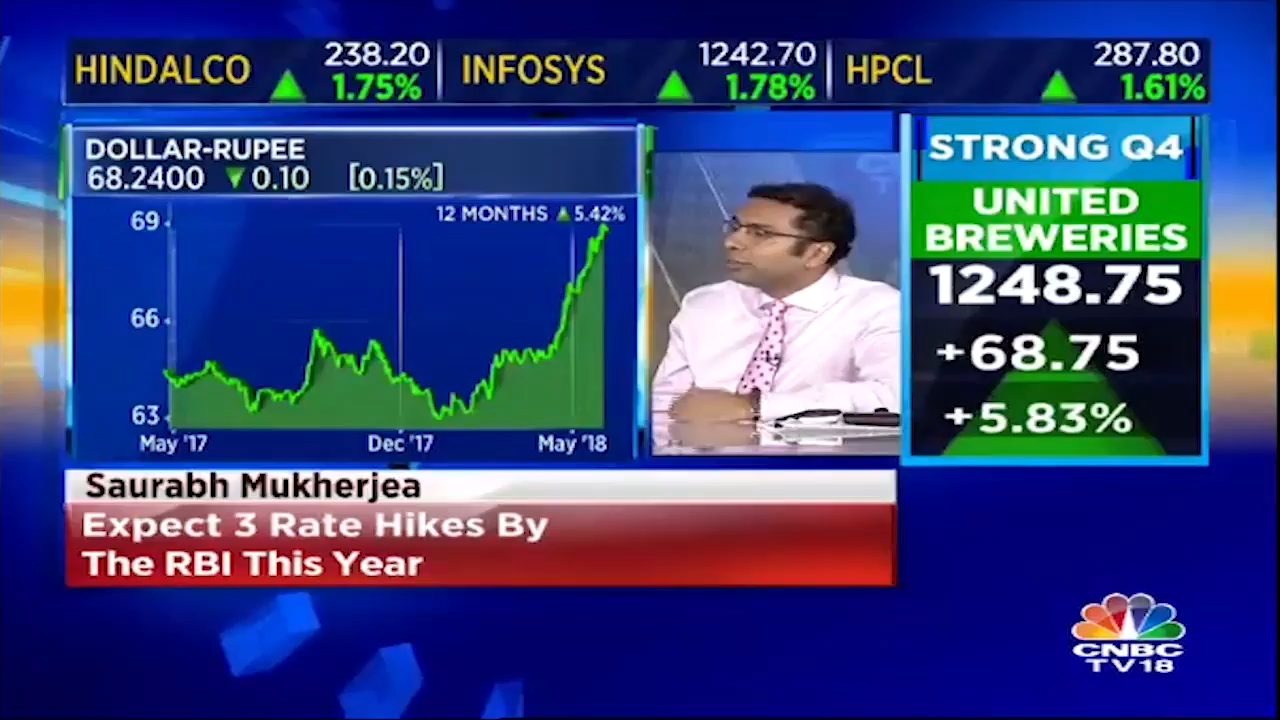 HINDALCO 238.20 1.75% INFOSYS 1242.70 1.78% HPCL 287.80 1.61%
DOLLAR-RUPEE
68.2400 ▼ 0.10 [0.15%]
12 MONTHS ▲ 5.42%
69
66
63
May '17 Dec '17 May '18
STRONG Q4
UNITED
BREWERIES
1248.75
+68.75
+5.83%
Saurabh Mukherjea
Expect 3 Rate Hikes By
The RBI This Year
CNBC
TV18